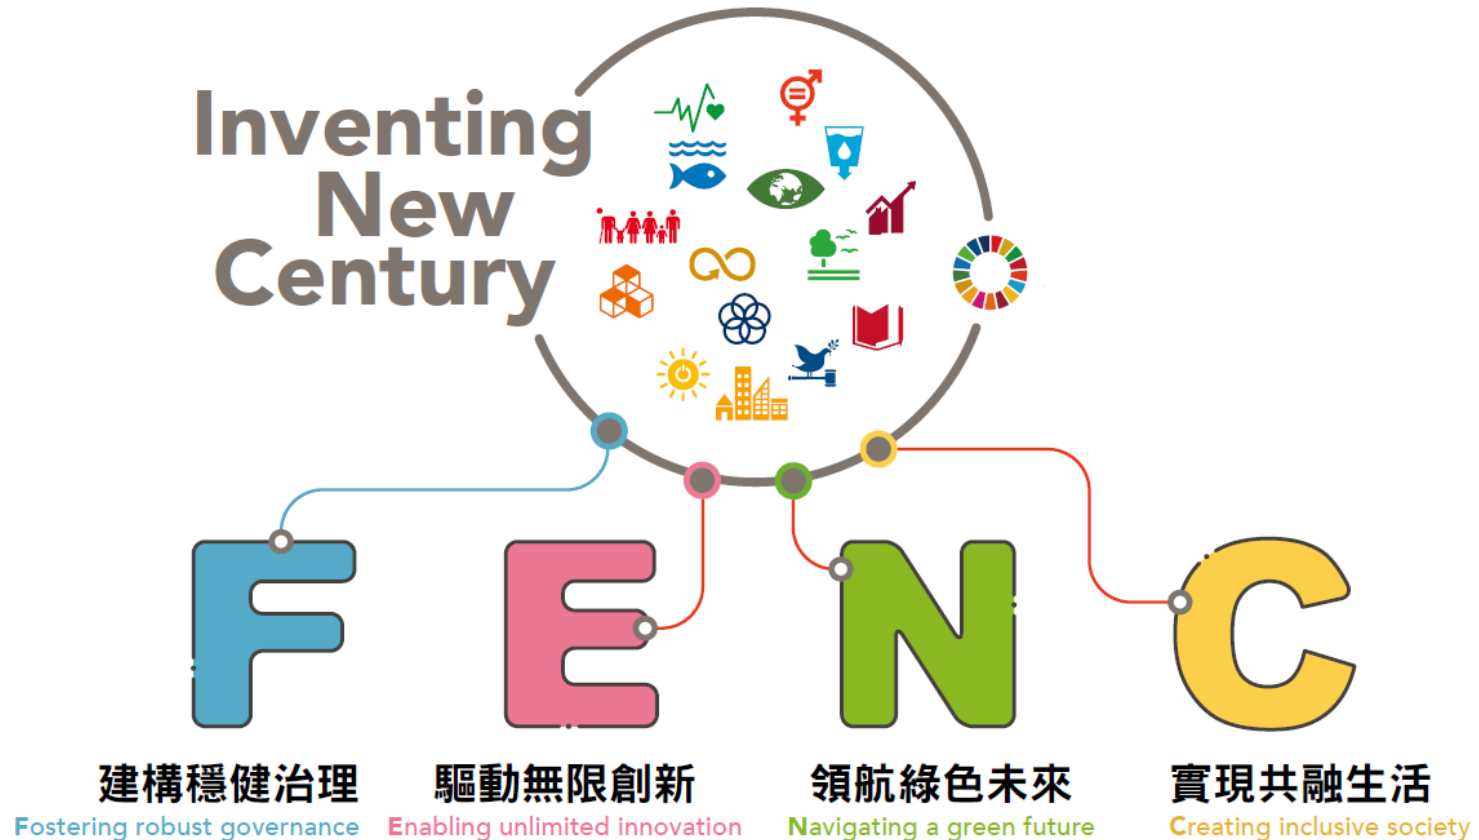 Inventing
New
Century
F E N C
建構穩健治理
驅動無限創新
領航綠色未來
實現共融生活
Fostering robust governance
Enabling unlimited innovation
Navigating a green future
Creating inclusive society